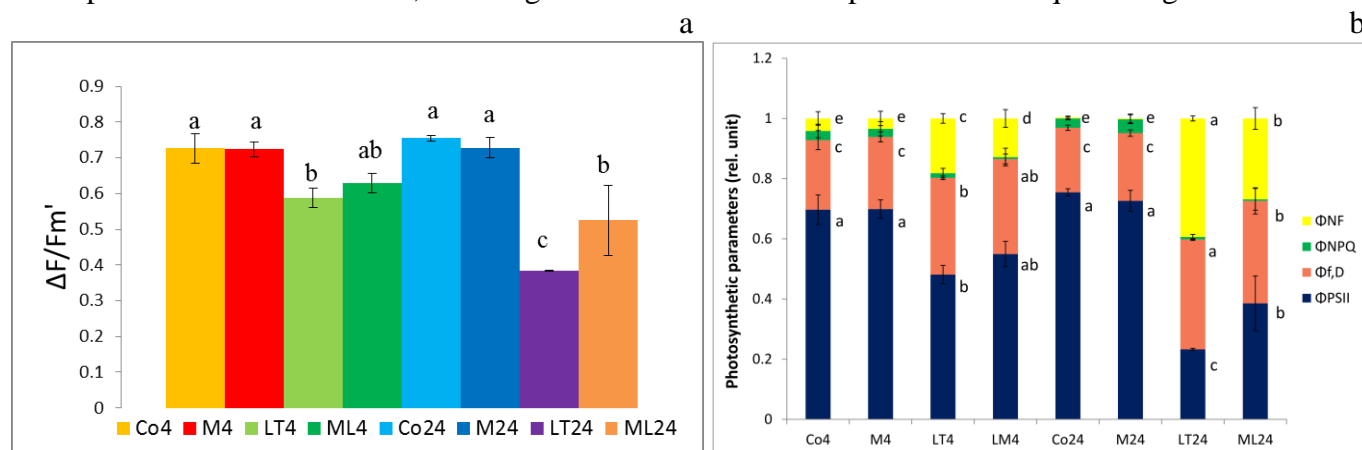 a
b
0.9
0.8
0.7
0.6
0.5
0.4
0.3
0.2
0.1
0
ΔF/Fm'
a a b ab a a c b
Co4 M4 LT4 ML4 Co24 M24 LT24 ML24
1.2
1
0.8
0.6
0.4
0.2
0
Photosynthetic parameters (rel. unit)
e e c d e e a b
c c b ab c c a b
a a b ab a a c b
Co4 M4 LT4 LM4 Co24 M24 LT24 ML24
ΦNF
ΦNPQ
Φf,D
ΦPSII